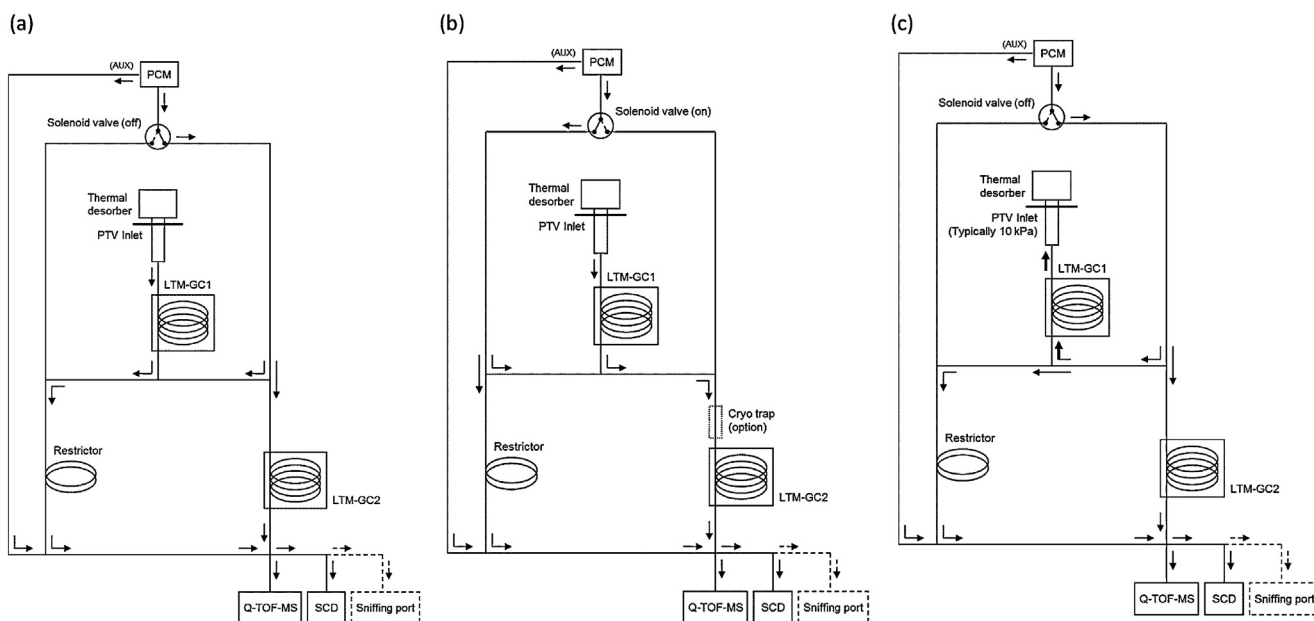 (a)
(AUX)
PCM
Solenoid valve (off)
Thermal
desorber
PTV Inlet
LTM-GC1
Restrictor
LTM-GC2
Q-TOF-MS
SCD
Sniffing port
(b)
(AUX)
PCM
Solenoid valve (on)
Thermal
desorber
PTV Inlet
LTM-GC1
Cryo trap
(option)
Restrictor
LTM-GC2
Q-TOF-MS
SCD
Sniffing port
(c)
(AUX)
PCM
Solenoid valve (off)
Thermal
desorber
PTV Inlet
(Typically 10 kPa)
LTM-GC1
Restrictor
LTM-GC2
Q-TOF-MS
SCD
Sniffing port